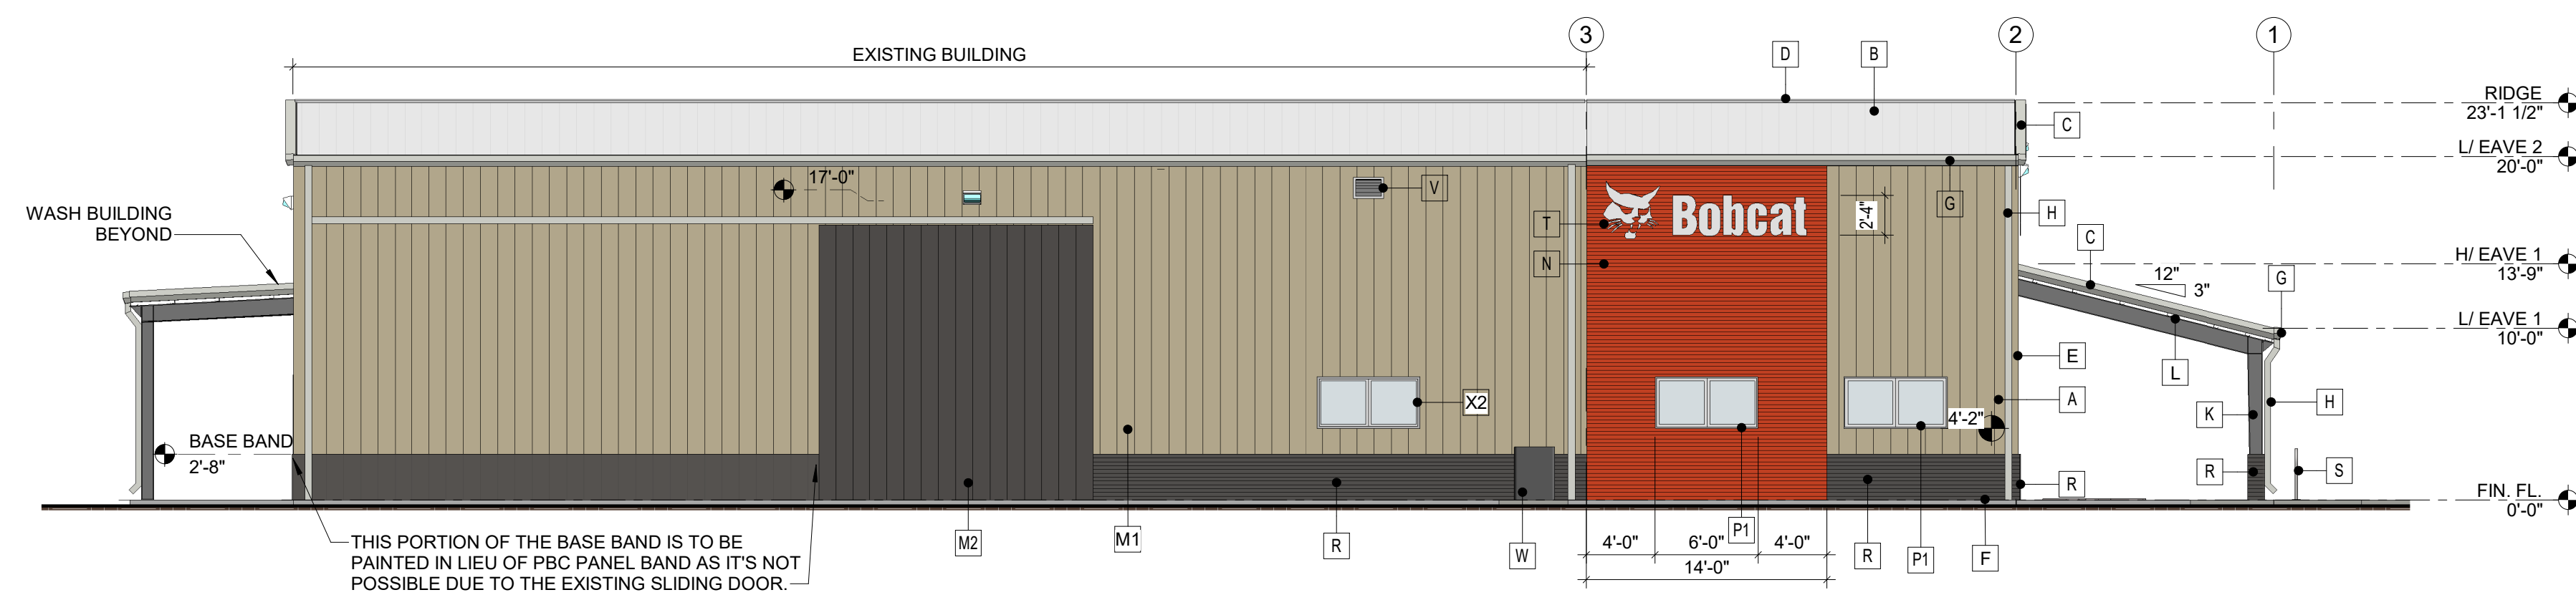 3
2
1
EXISTING BUILDING
D
B
RIDGE
23'-1 1/2"
C
L/ EAVE 2
20'-0"
17'-0"
V
G
H
T
Bobcat
2'-4"
WASH BUILDING
BEYOND
N
C
H/ EAVE 1
13'-9"
12"
3"
G
L/ EAVE 1
10'-0"
E
L
X2
A
K
H
4'-2"
BASE BAND
2'-8"
R
R
S
FIN. FL.
0'-0"
THIS PORTION OF THE BASE BAND IS TO BE
PAINTED IN LIEU OF PBC PANEL BAND AS IT'S NOT
POSSIBLE DUE TO THE EXISTING SLIDING DOOR.
M2
M1
R
W
4'-0"
6'-0"
P1
4'-0"
14'-0"
R
P1
F